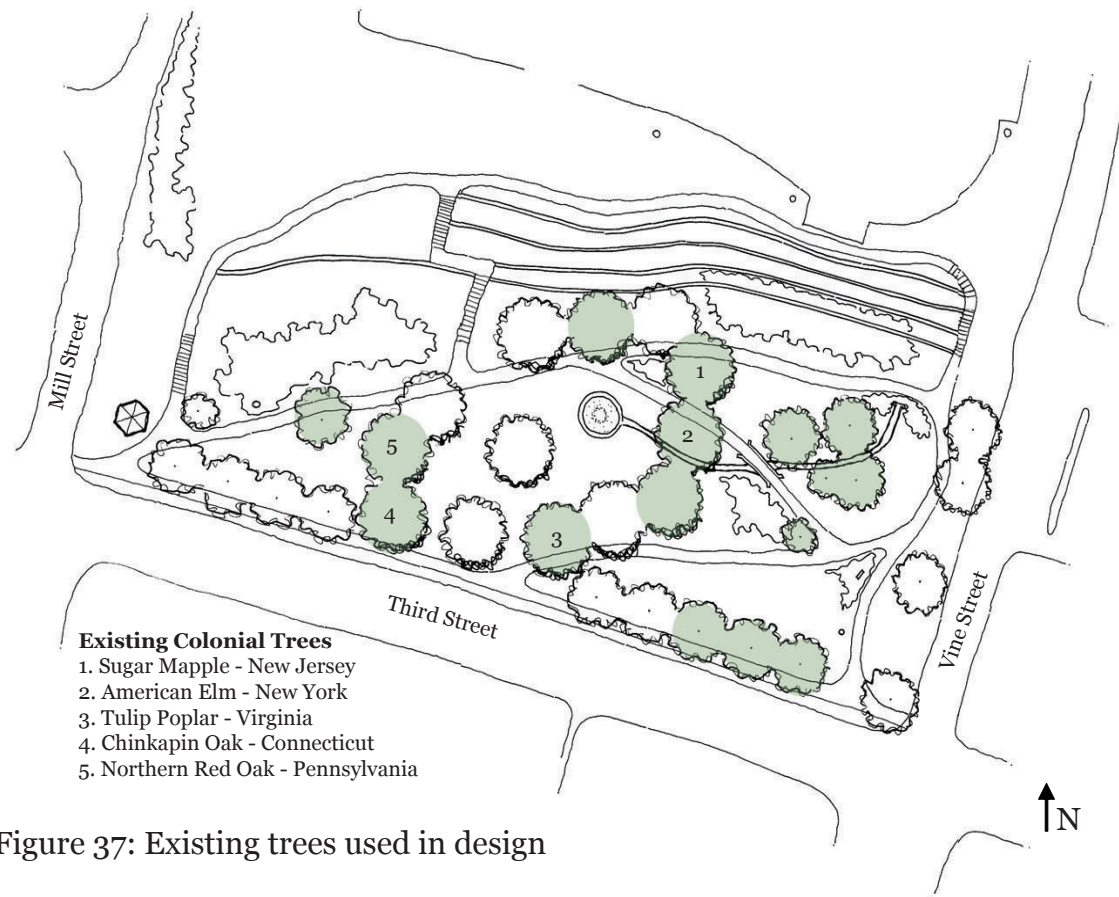 Mill Street
1
2
5
4
3
Third Street
Vine Street
Existing Colonial Trees
1. Sugar Mapple - New Jersey
2. American Elm - New York
3. Tulip Poplar - Virginia
4. Chinkapin Oak - Connecticut
5. Northern Red Oak - Pennsylvania
N
Figure 37: Existing trees used in design